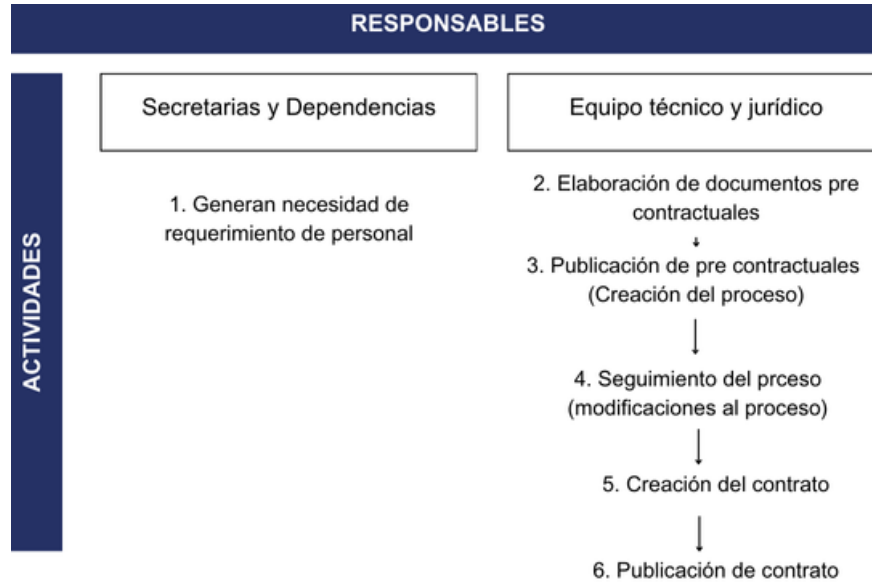 RESPONSABLES
ACTIVIDADES
Secretarias y Dependencias
1. Generan necesidad de
requerimiento de personal
Equipo técnico y jurídico
2. Elaboración de documentos pre
contractuales
3. Publicación de pre contractuales
(Creación del proceso)
4. Seguimiento del prceso
(modificaciones al proceso)
5. Creación del contrato
6. Publicación de contrato